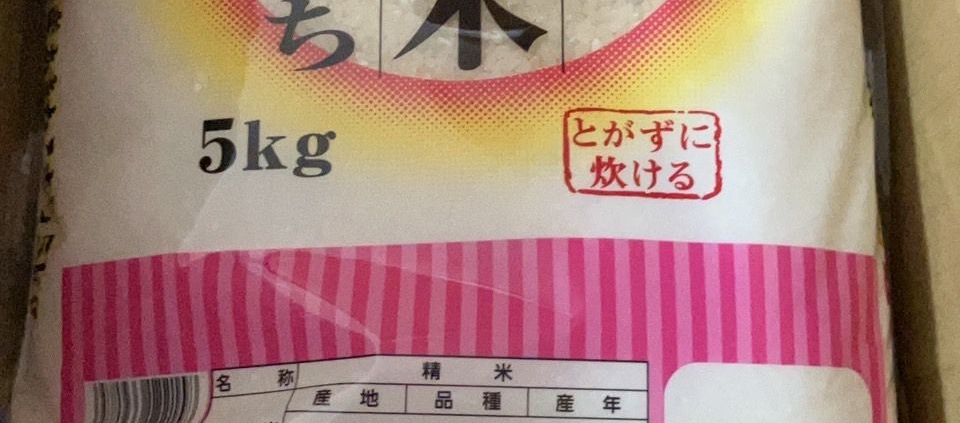 ち 米
5kg
とがずに
炊ける
名 称
精 米
産 地 品 種 産 年